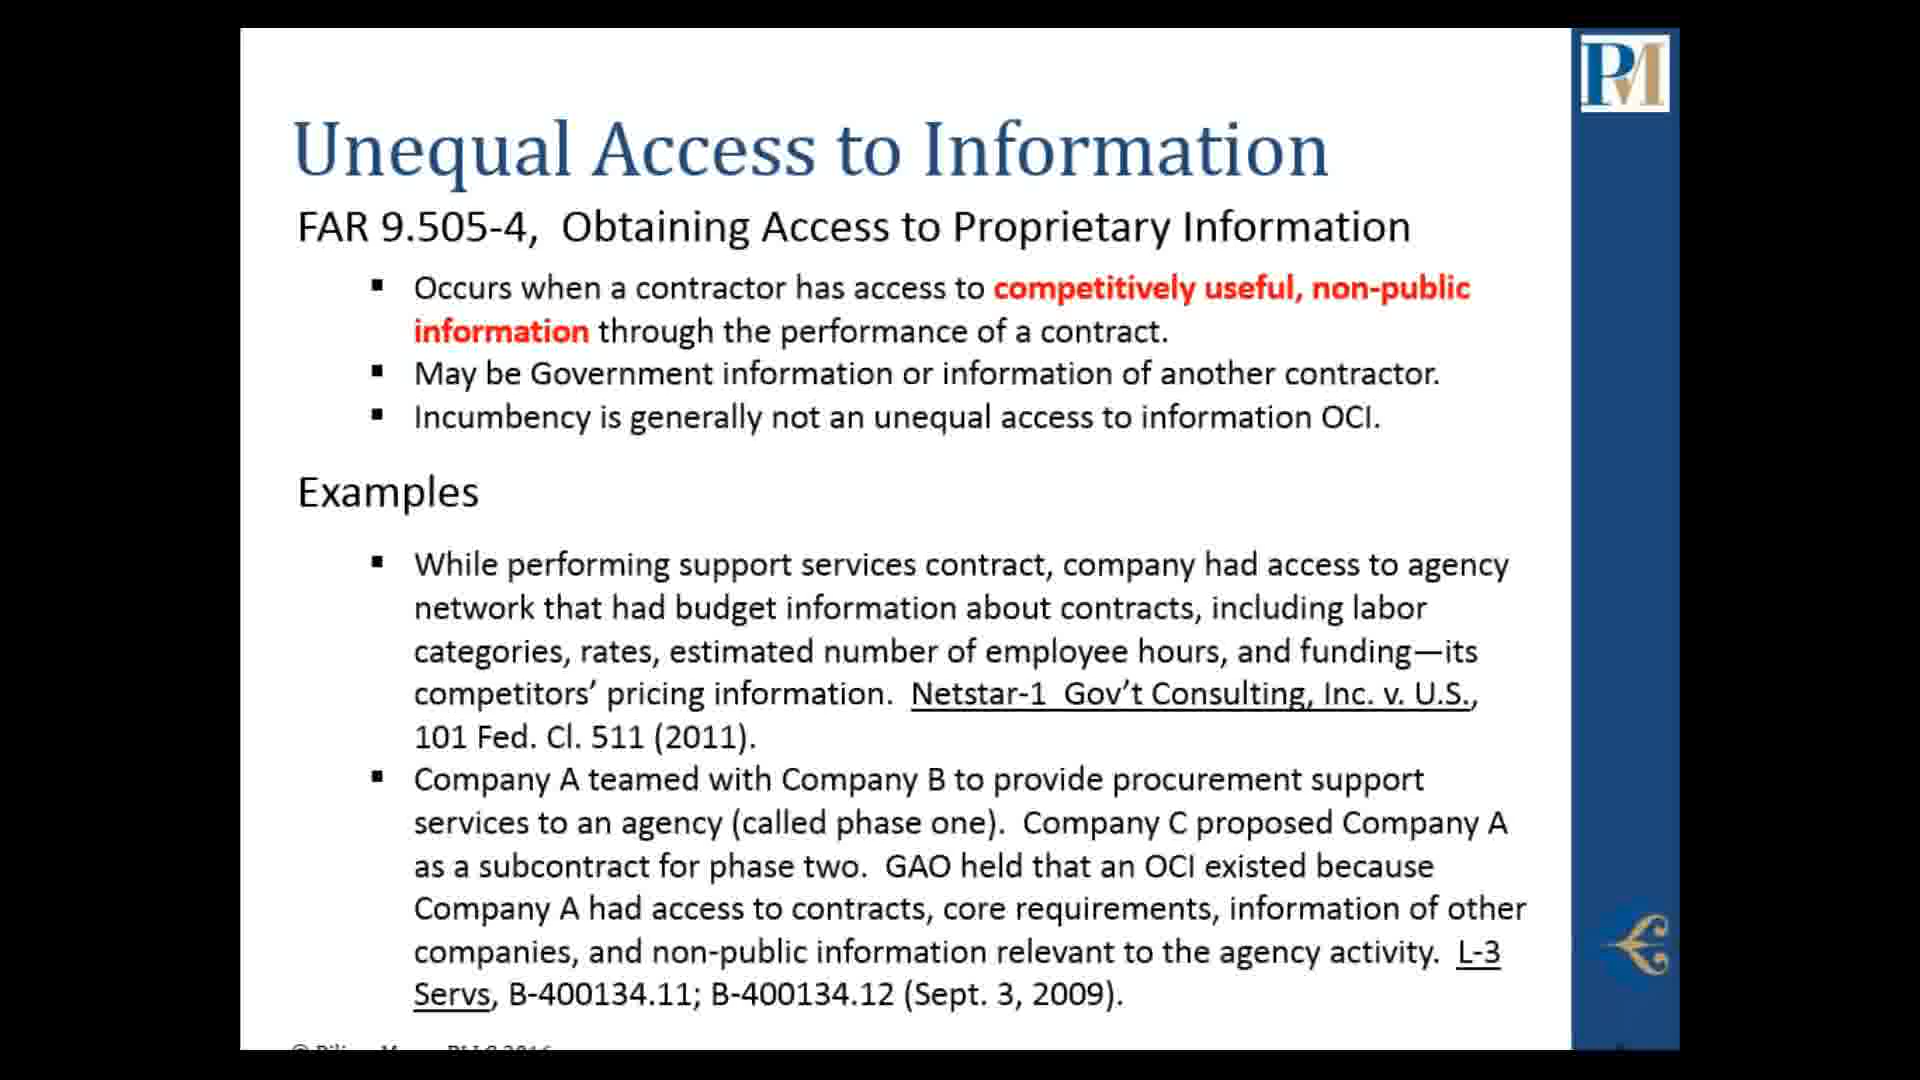 PM
Unequal Access to Information
FAR 9.505-4, Obtaining Access to Proprietary Information
▪ Occurs when a contractor has access to competitively useful, non-public
information through the performance of a contract.
▪ May be Government information or information of another contractor.
▪ Incumbency is generally not an unequal access to information OCI.
Examples
▪ While performing support services contract, company had access to agency
network that had budget information about contracts, including labor
categories, rates, estimated number of employee hours, and funding—its
competitors’ pricing information. Netstar-1 Gov’t Consulting, Inc. v. U.S.,
101 Fed. Cl. 511 (2011).
▪ Company A teamed with Company B to provide procurement support
services to an agency (called phase one). Company C proposed Company A
as a subcontract for phase two. GAO held that an OCI existed because
Company A had access to contracts, core requirements, information of other
companies, and non-public information relevant to the agency activity. L-3
Servs, B-400134.11; B-400134.12 (Sept. 3, 2009).